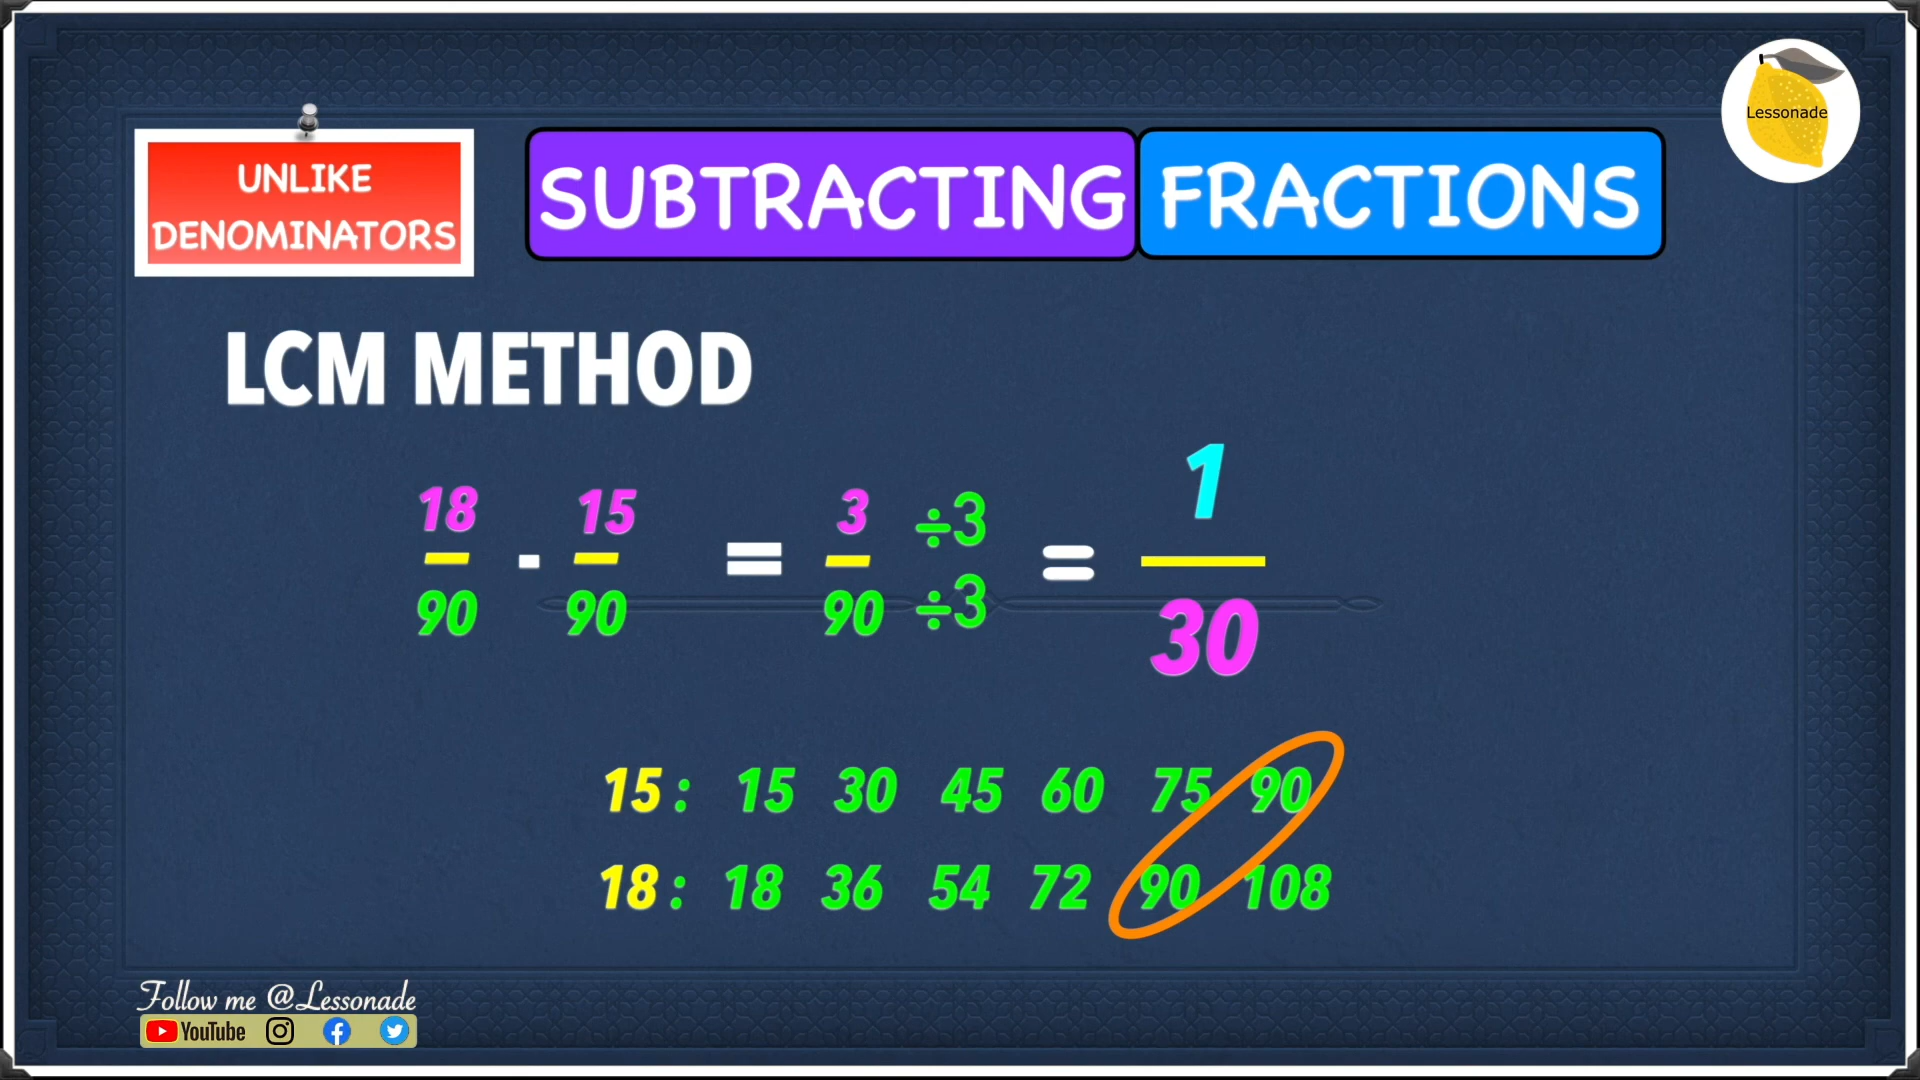 Lessonade
UNLIKE
DENOMINATORS
SUBTRACTING FRACTIONS
LCM METHOD
18 - 15 = 3 ÷3 = 1
90 90 90 ÷3 30
15 : 15 30 45 60 75 90
18 : 18 36 54 72 90 108
Follow me @Lessonade
YouTube